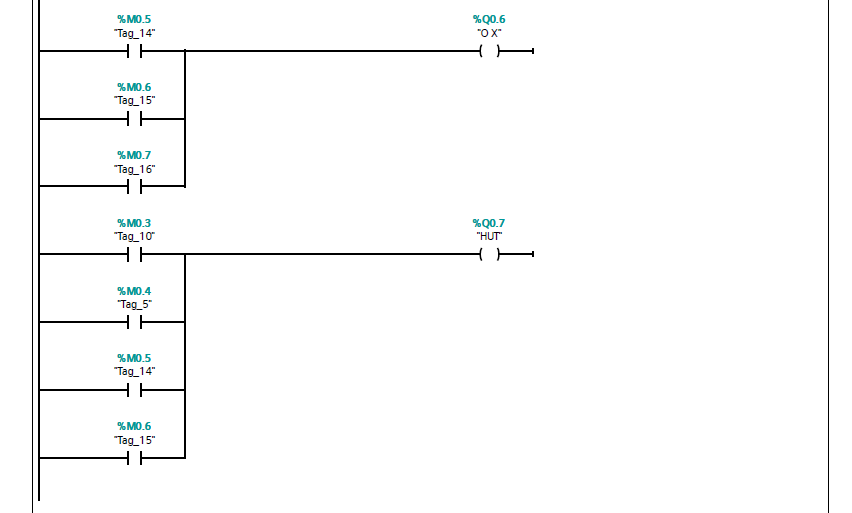 %M0.5 %Q0.6
"Tag_14" "O X"
%M0.6
"Tag_15"
%M0.7
"Tag_16"
%M0.3 %Q0.7
"Tag_10" "HUT"
%M0.4
"Tag_5"
%M0.5
"Tag_14"
%M0.6
"Tag_15"